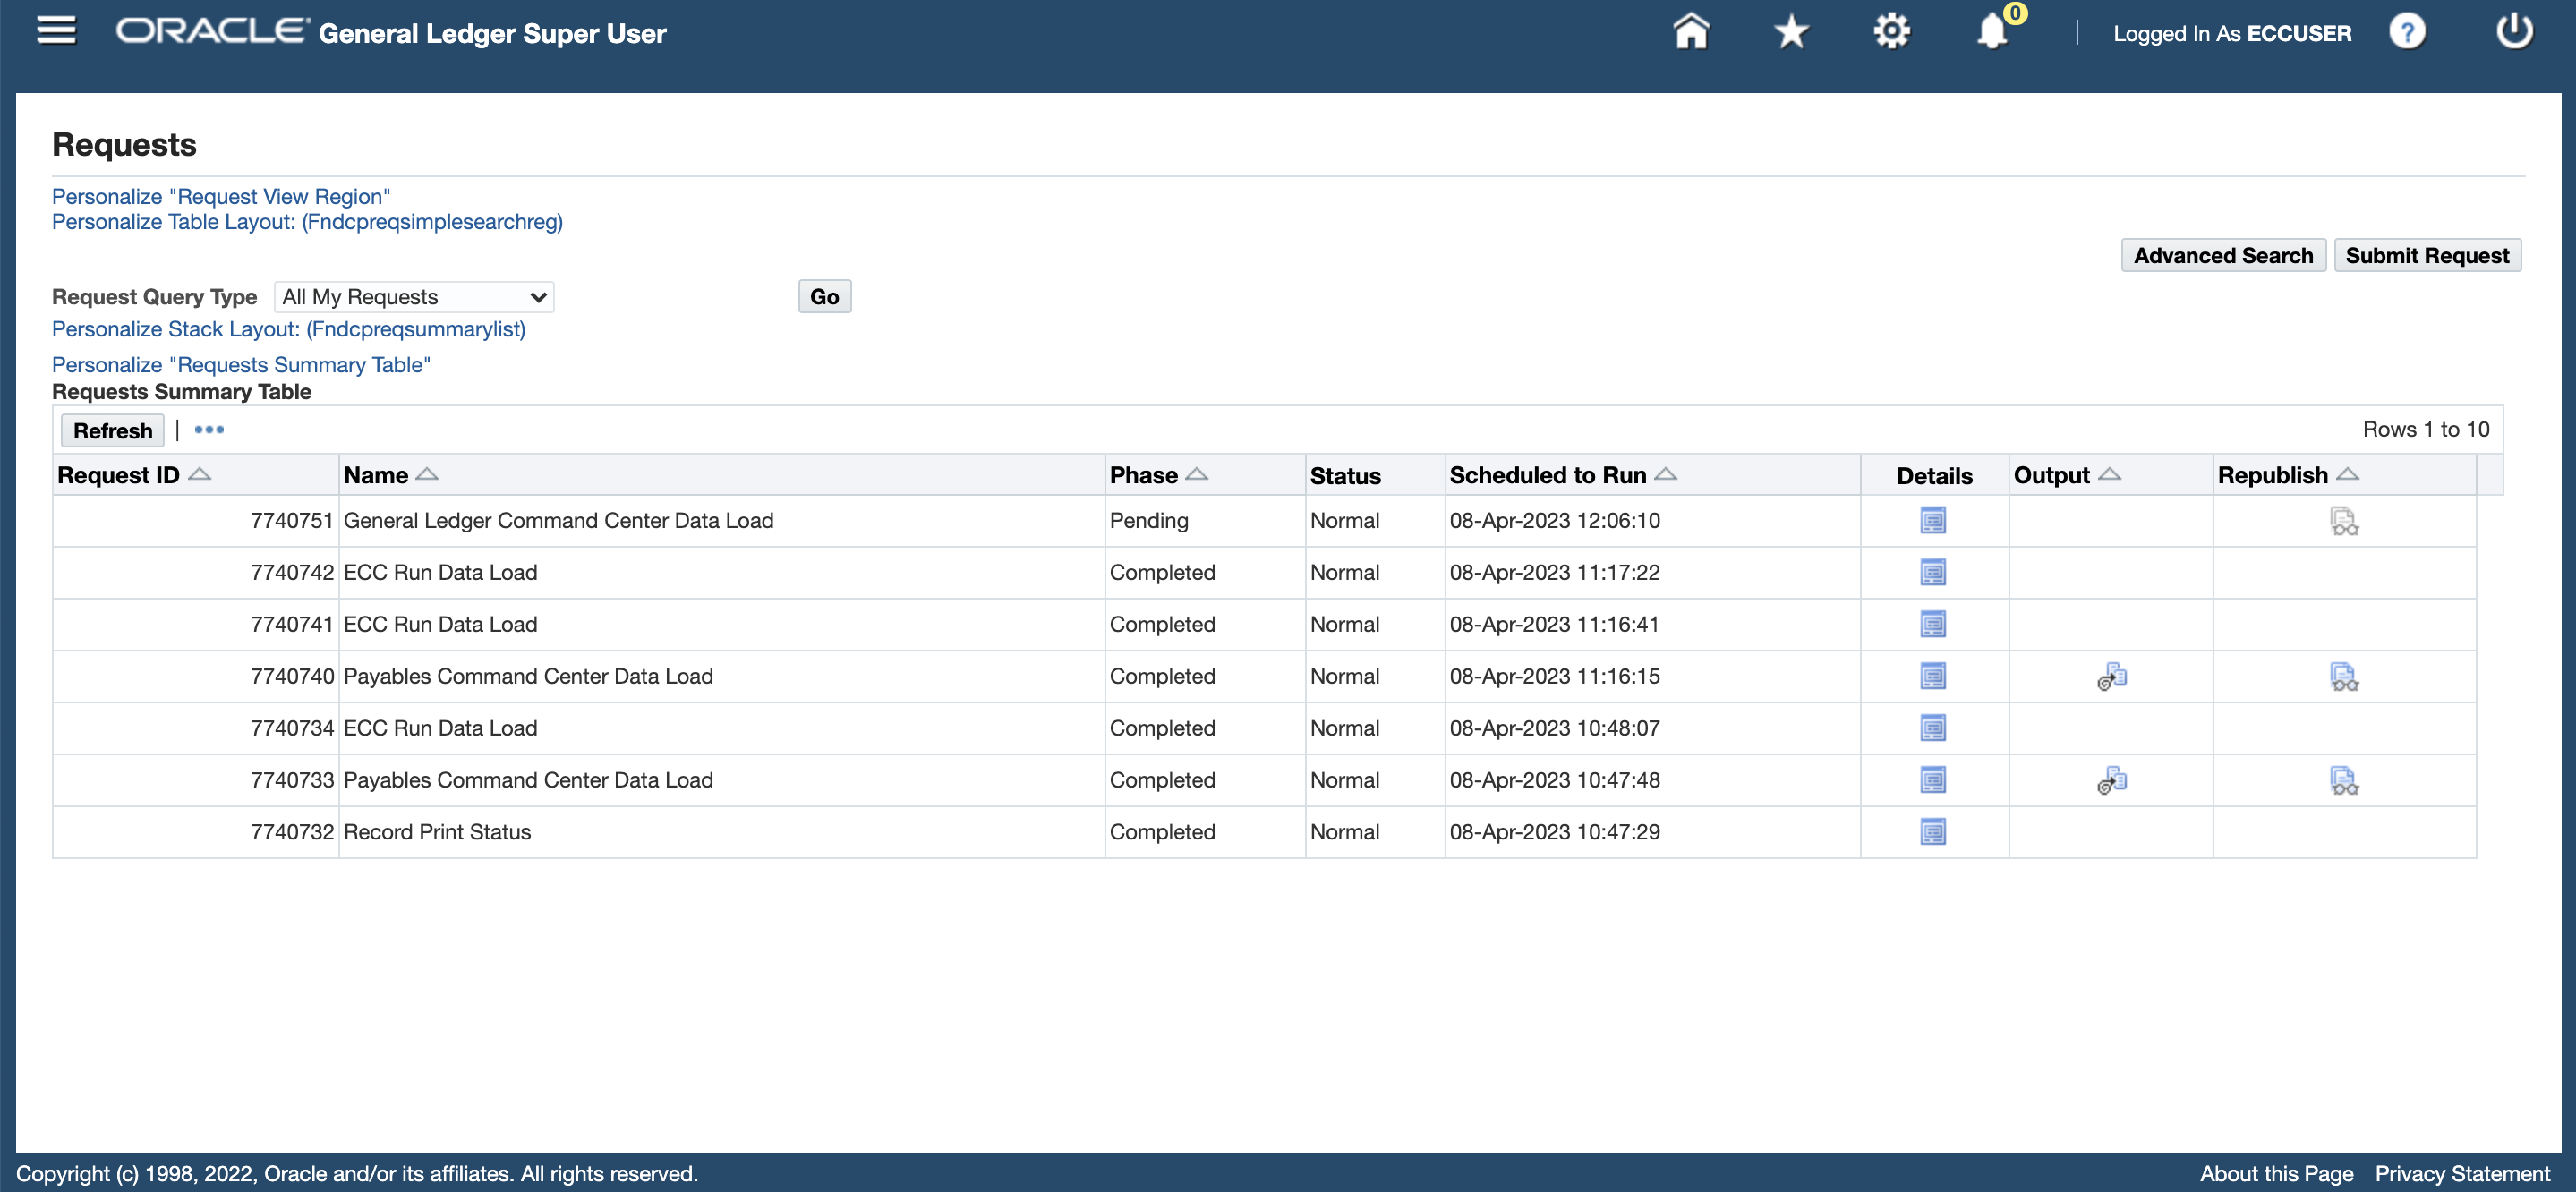 ORACLE General Ledger Super User 0 Logged In As ECCUSER ?
Requests
Personalize "Request View Region"
Personalize Table Layout: (Fndcpreqsimplesearchreg)
Advanced Search Submit Request
Request Query Type All My Requests Go
Personalize Stack Layout: (Fndcpreqsummarylist)
Personalize "Requests Summary Table"
Requests Summary Table
Refresh | ••• Rows 1 to 10
Request ID Name Phase Status Scheduled to Run Details Output Republish
7740751 General Ledger Command Center Data Load Pending Normal 08-Apr-2023 12:06:10
7740742 ECC Run Data Load Completed Normal 08-Apr-2023 11:17:22
7740741 ECC Run Data Load Completed Normal 08-Apr-2023 11:16:41
7740740 Payables Command Center Data Load Completed Normal 08-Apr-2023 11:16:15
7740734 ECC Run Data Load Completed Normal 08-Apr-2023 10:48:07
7740733 Payables Command Center Data Load Completed Normal 08-Apr-2023 10:47:48
7740732 Record Print Status Completed Normal 08-Apr-2023 10:47:29
Copyright (c) 1998, 2022, Oracle and/or its affiliates. All rights reserved. About this Page Privacy Statement